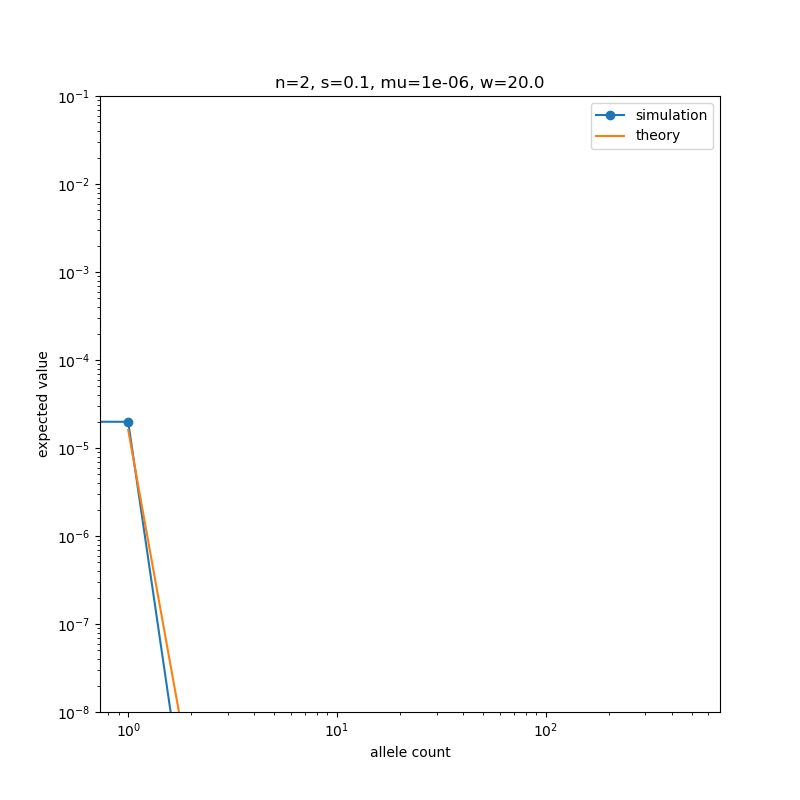 n=2, s=0.1, mu=1e-06, w=20.0
simulation
theory
10⁻¹
10⁻²
10⁻³
10⁻⁴
10⁻⁵
10⁻⁶
10⁻⁷
10⁻⁸
expected value
10⁰ 10¹ 10²
allele count